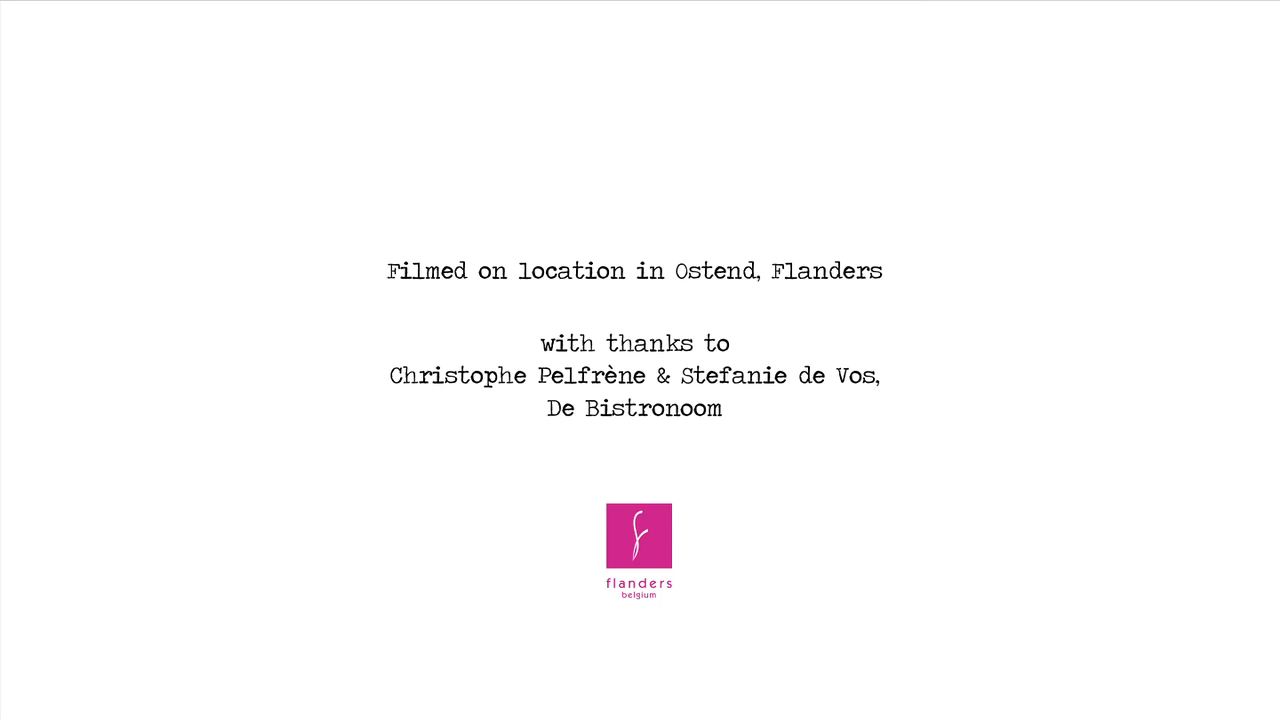 Filmed on location in Ostend, Flanders
with thanks to
Christophe Pelfrène & Stefanie de Vos,
De Bistronoom
flanders
belgium